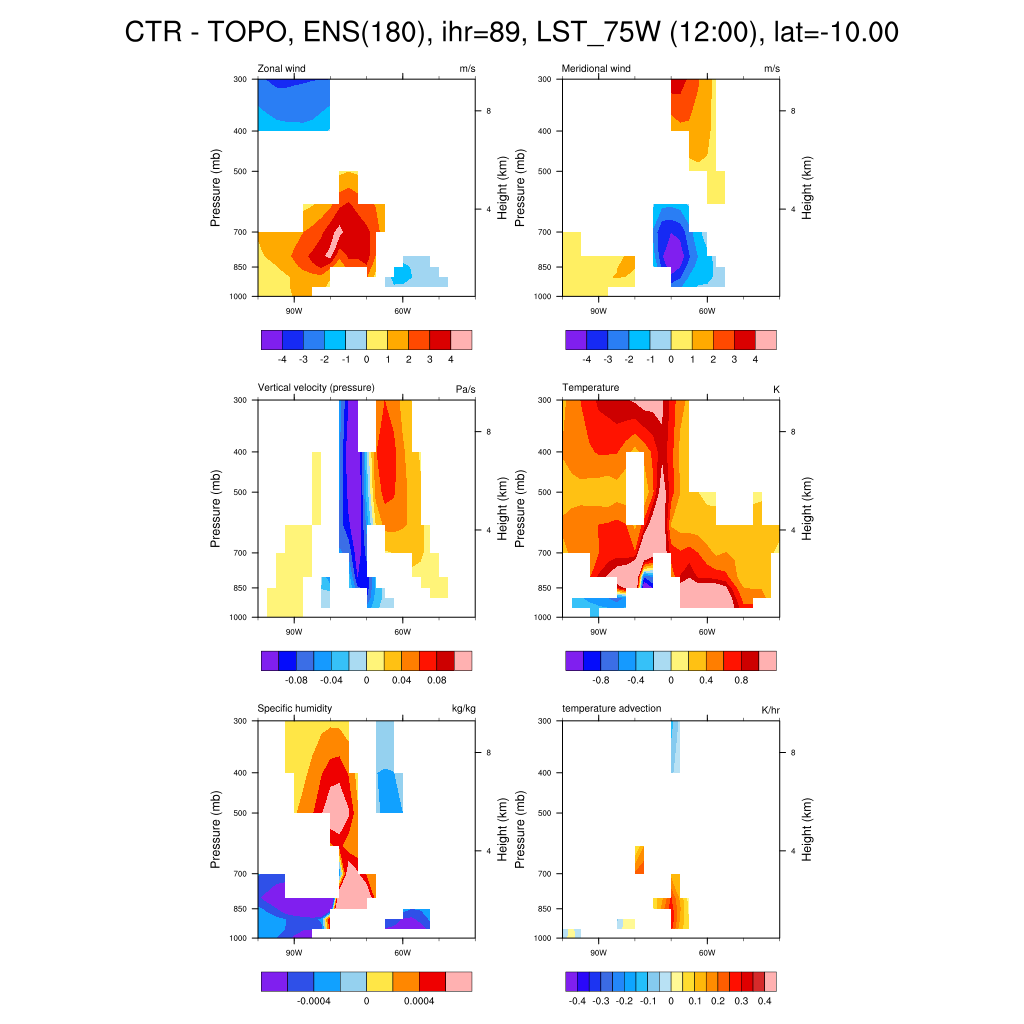 CTR - TOPO, ENS(180), ihr=89, LST_75W (12:00), lat=-10.00
Zonal wind m/s
Pressure (mb)
300
400
500
700
850
1000
8
4
Height (km)
90W 60W
-4 -3 -2 -1 0 1 2 3 4
Meridional wind m/s
Pressure (mb)
300
400
500
700
850
1000
8
4
Height (km)
90W 60W
-4 -3 -2 -1 0 1 2 3 4
Vertical velocity (pressure) Pa/s
Pressure (mb)
300
400
500
700
850
1000
8
4
Height (km)
90W 60W
-0.08 -0.04 0 0.04 0.08
Temperature K
Pressure (mb)
300
400
500
700
850
1000
8
4
Height (km)
90W 60W
-0.8 -0.4 0 0.4 0.8
Specific humidity kg/kg
Pressure (mb)
300
400
500
700
850
1000
8
4
Height (km)
90W 60W
-0.0004 0 0.0004
temperature advection K/hr
Pressure (mb)
300
400
500
700
850
1000
8
4
Height (km)
90W 60W
-0.4 -0.3 -0.2 -0.1 0 0.1 0.2 0.3 0.4